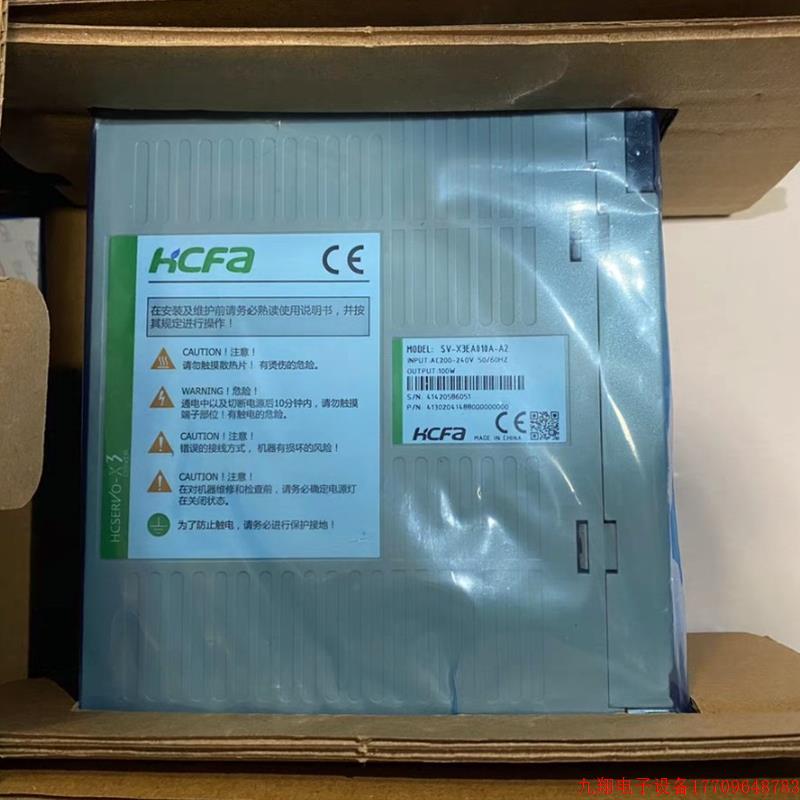 HCFA CE
在安装及维护前请务必熟读使用说明书，并按
其规定进行操作！
CAUTION！注意！
请勿触摸散热片！有烫伤的危险。
WARNING！危险！
通电中以及切断电源后10分钟内，请勿触摸
端子部位！有触电的危险。
CAUTION！注意！
错误的接线方式，机器有损坏的风险！
CAUTION！注意！
在对机器维修和检查前，请务必确定电源灯
在关闭状态。
为了防止触电，请务必进行保护接地！
HCSERVO-X3
MODEL: SV-X3EA010A-A2
INPUT:AC200-240V 50/60HZ
OUTPUT:100W
S/N: 41420586051
P/N: 41302041488000000000
HCFA CE
MADE IN CHINA
九翔电子设备17709648783